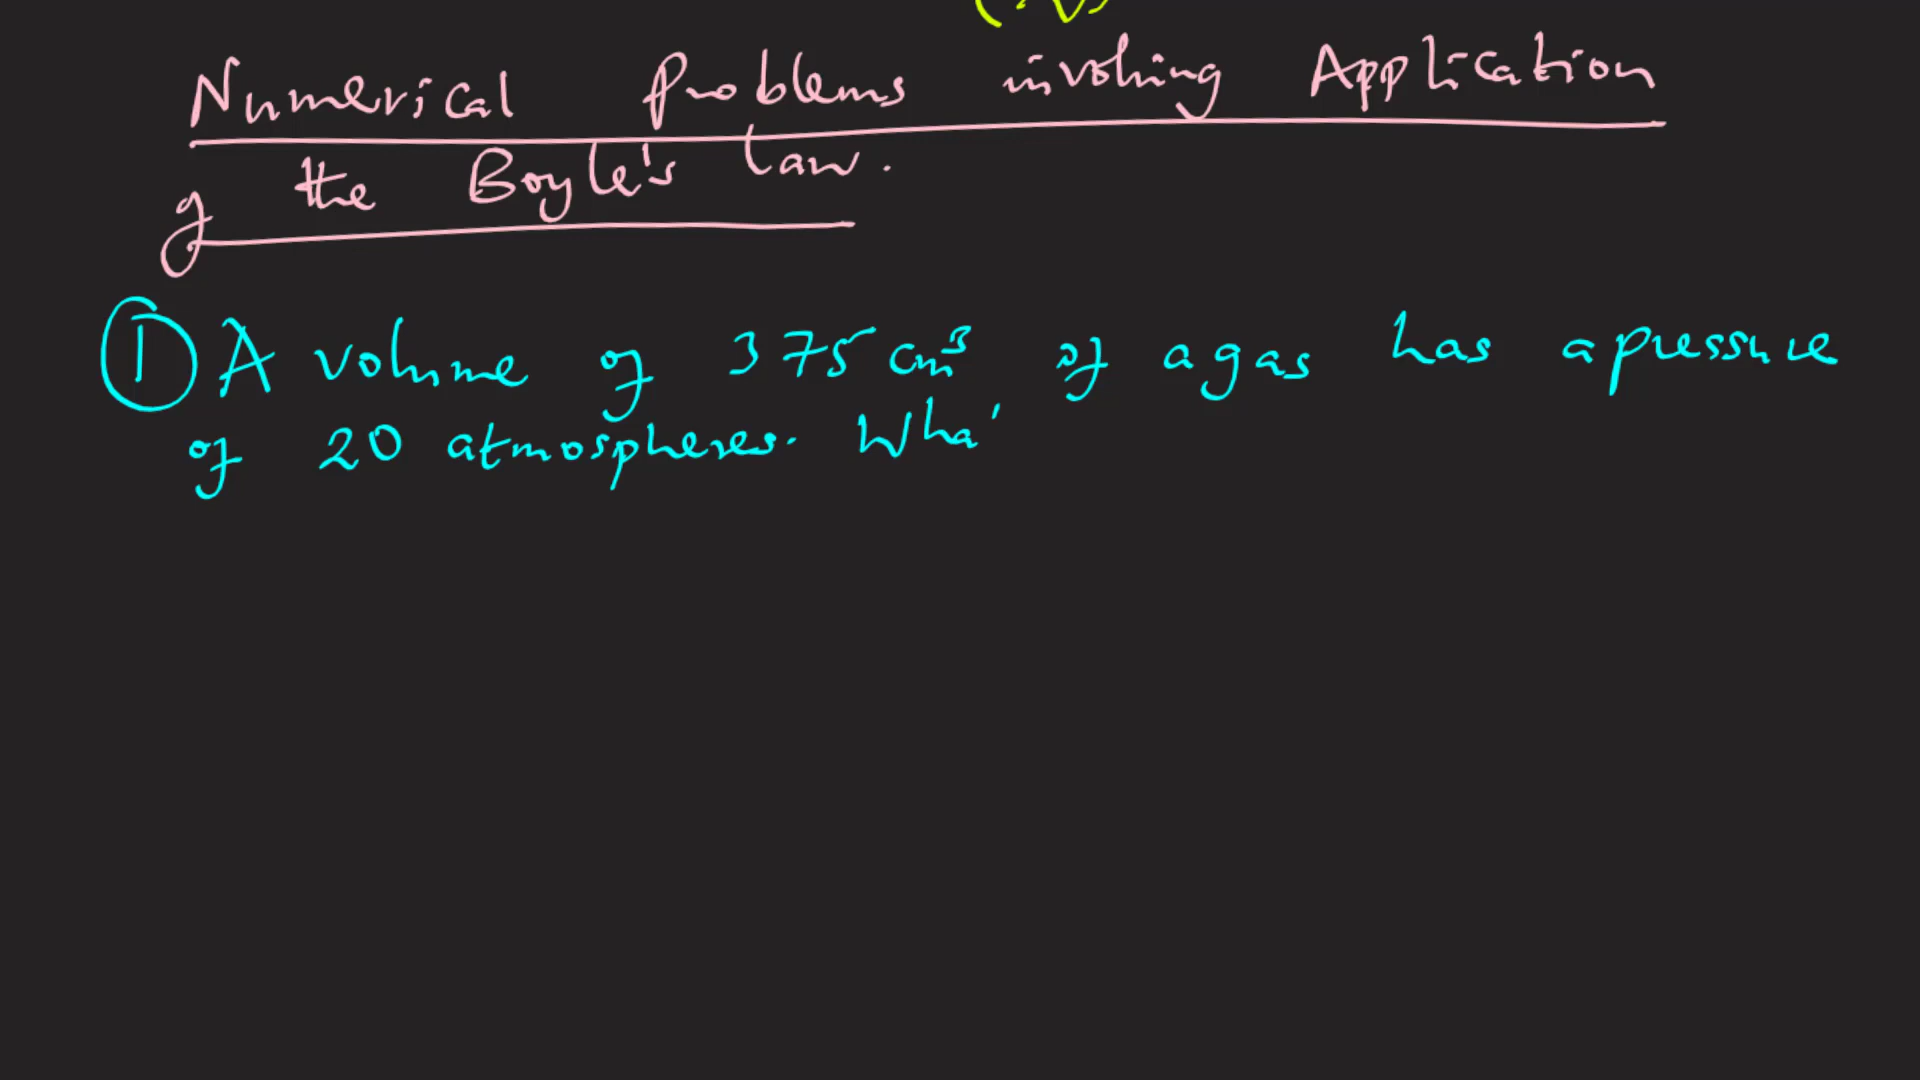 Numerical Problems involving Application
of the Boyle's Law.
① A volume of 375 cm³ of a gas has a pressure
of 20 atmospheres. Wha